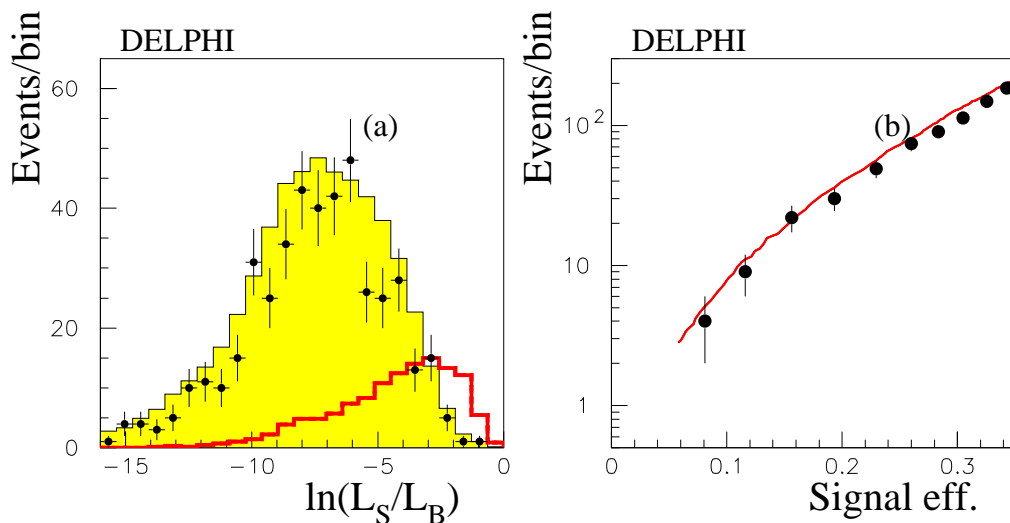 DELPHI
Events/bin
60
40
20
0
(a)
−15
−10
−5
0
ln(L_S/L_B)
DELPHI
Events/bin
10^2
10
1
(b)
0
0.1
0.2
0.3
Signal eff.